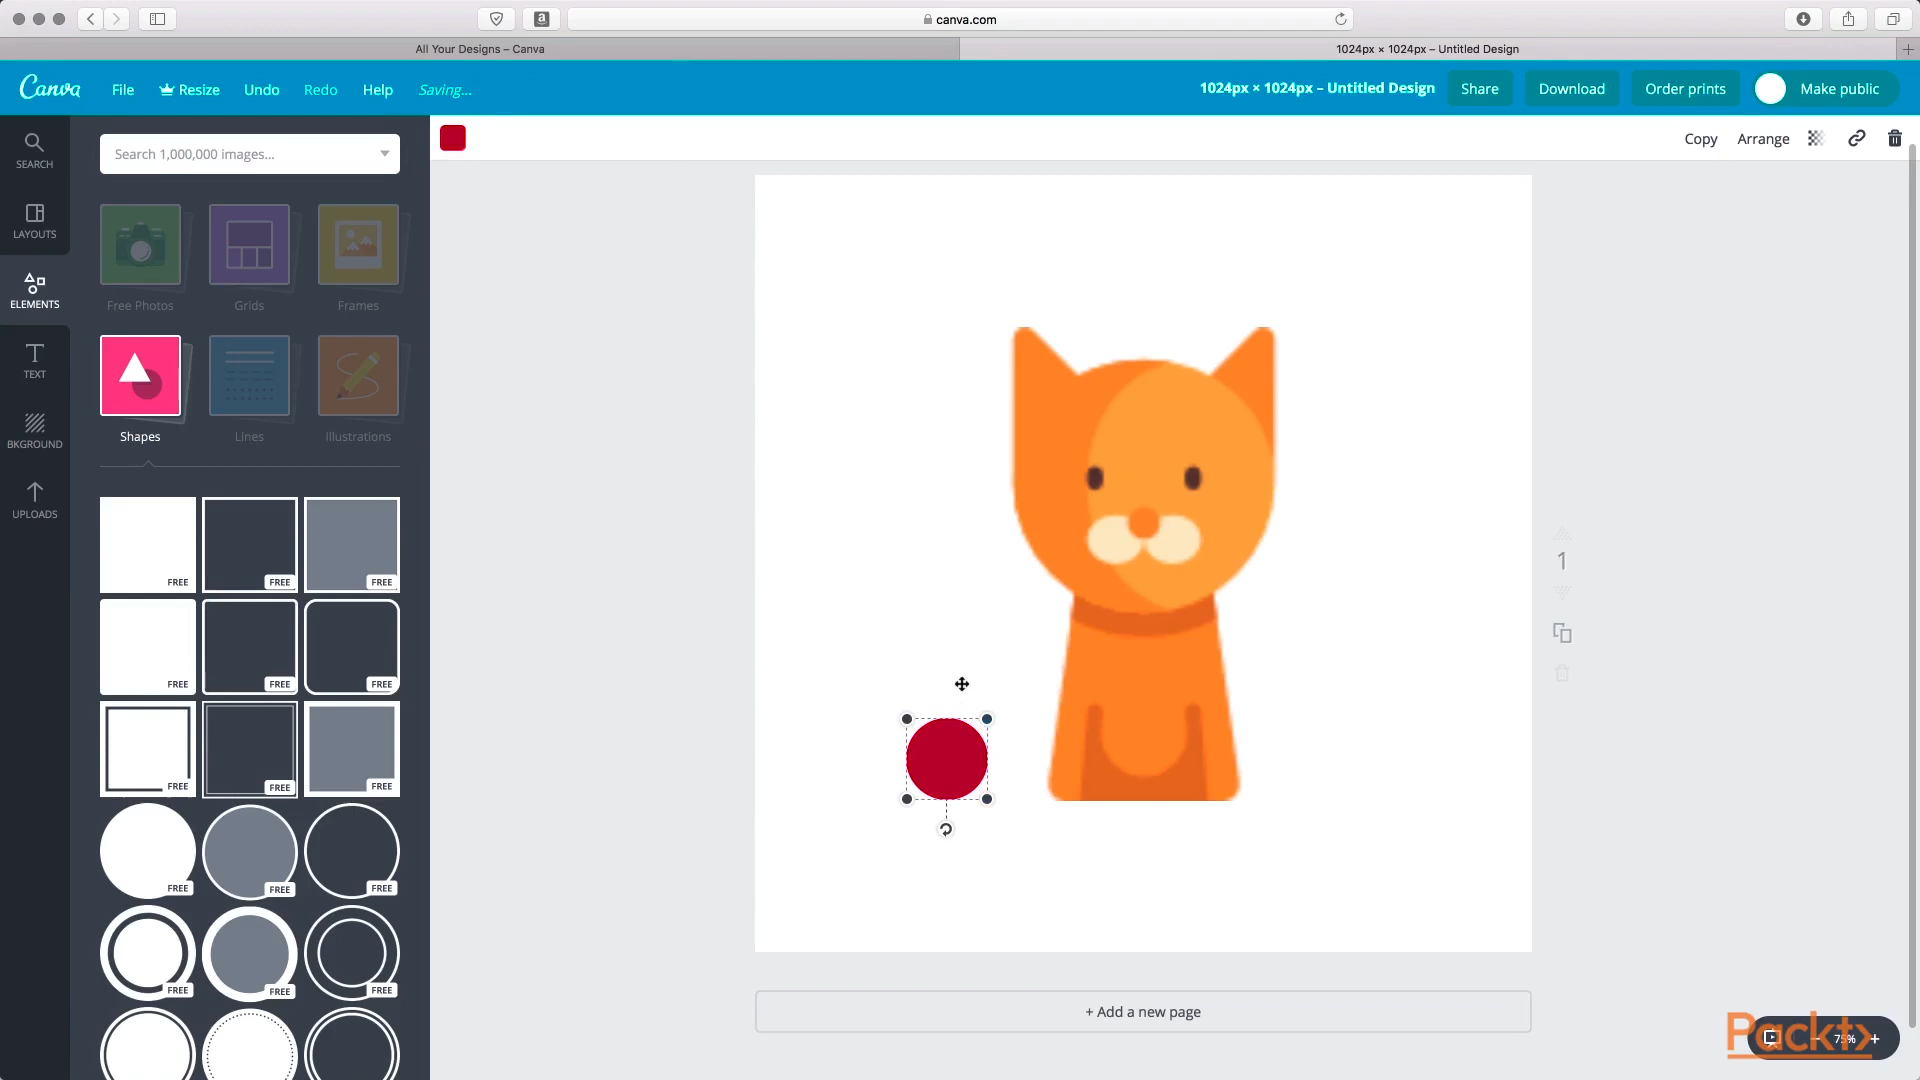 canva.com
All Your Designs – Canva
1024px × 1024px – Untitled Design
Canva
File
Resize
Undo
Redo
Help
Saving...
1024px × 1024px – Untitled Design
Share
Download
Order prints
Make public
SEARCH
LAYOUTS
ELEMENTS
TEXT
BKGROUND
UPLOADS
Search 1,000,000 images...
Copy
Arrange
Free Photos
Grids
Frames
Shapes
Lines
Illustrations
FREE FREE FREE
FREE FREE FREE
FREE FREE FREE
FREE FREE FREE
FREE FREE FREE
1
+ Add a new page
Packt
75%